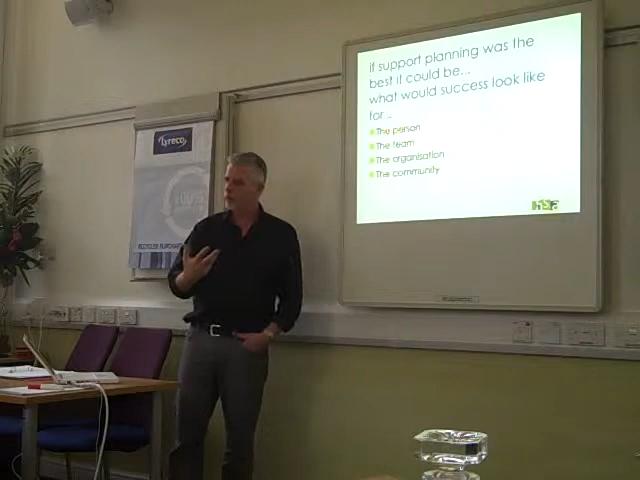 Lyreco
if support planning was the
best it could be...
what would success look like
for...
The person
The team
The organisation
The community